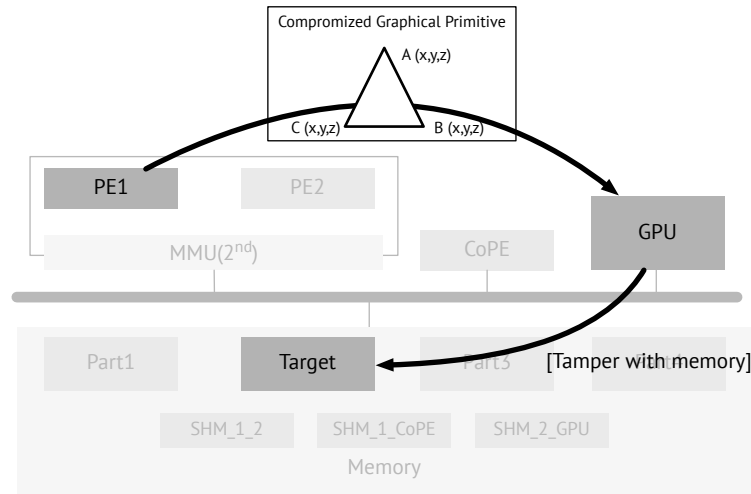 Compromized Graphical Primitive
A (x,y,z)
C (x,y,z)
B (x,y,z)
PE1
PE2
GPU
MMU(2nd)
CoPE
Part1
Target
Part3
Part4
[Tamper with memory]
SHM_1_2
SHM_1_CoPE
SHM_2_GPU
Memory